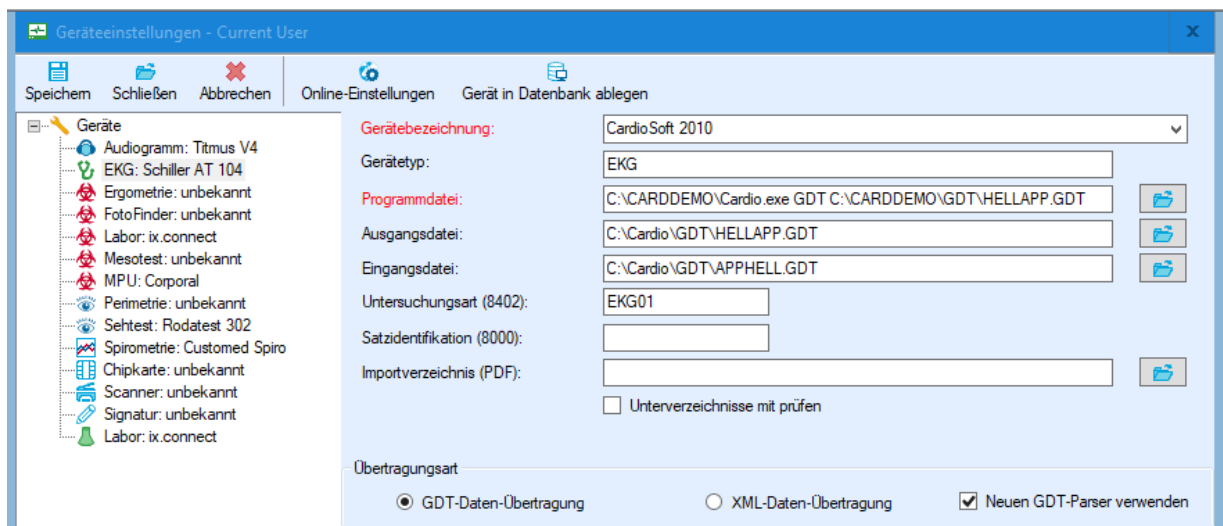 Geräteeinstellungen - Current User
x
Speichern Schließen Abbrechen Online-Einstellungen Gerät in Datenbank ablegen
Geräte
Audiogramm: Titmus V4
EKG: Schiller AT 104
Ergometrie: unbekannt
FotoFinder: unbekannt
Labor: ix.connect
Mesotest: unbekannt
MPU: Corporal
Perimetrie: unbekannt
Sehtest: Rodatest 302
Spirometrie: Customed Spiro
Chipkarte: unbekannt
Scanner: unbekannt
Signatur: unbekannt
Labor: ix.connect
Gerätebezeichnung: CardioSoft 2010
Gerätetyp: EKG
Programmdatei: C:\CARDDEMO\Cardio.exe GDT C:\CARDDEMO\GDT\HELLAPP.GDT
Ausgangsdatei: C:\Cardio\GDT\HELLAPP.GDT
Eingangsdatei: C:\Cardio\GDT\APPHELL.GDT
Untersuchungsart (8402): EKG01
Satzidentifikation (8000):
Importverzeichnis (PDF):
Unterverzeichnisse mit prüfen
Übertragungsart
GDT-Daten-Übertragung XML-Daten-Übertragung Neuen GDT-Parser verwenden